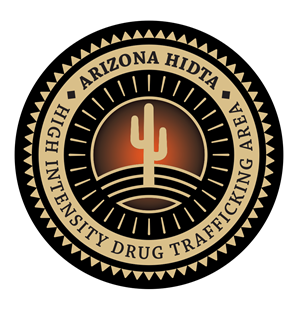 ARIZONA HIDTA
HIGH INTENSITY DRUG TRAFFICKING AREA